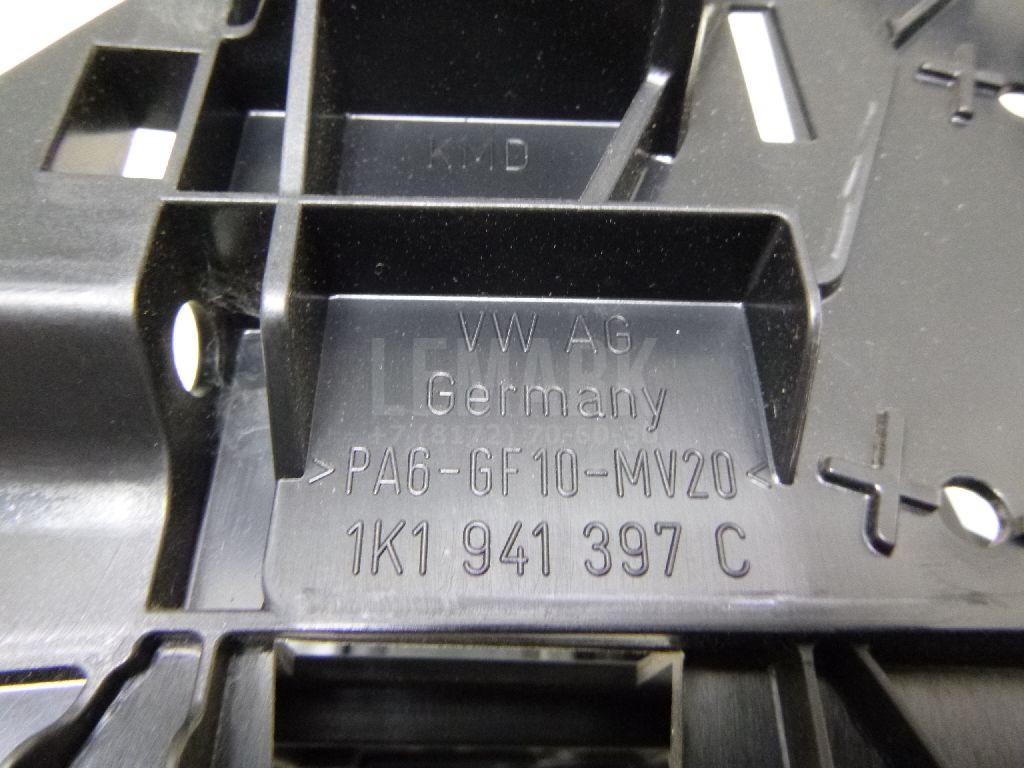 KMD
VW AG
LEMARK
Germany
>PA6-GF10-MV20<
1K1 941 397 C